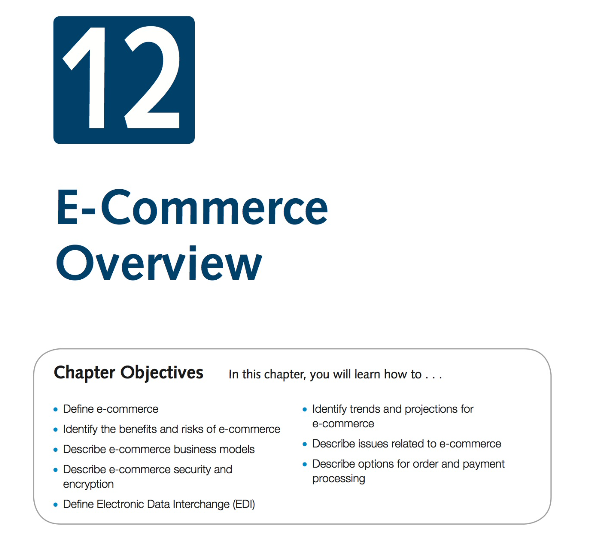 12
E-Commerce
Overview
Chapter Objectives In this chapter, you will learn how to . . .
• Define e-commerce
• Identify the benefits and risks of e-commerce
• Describe e-commerce business models
• Describe e-commerce security and
encryption
• Define Electronic Data Interchange (EDI)
• Identify trends and projections for
e-commerce
• Describe issues related to e-commerce
• Describe options for order and payment
processing